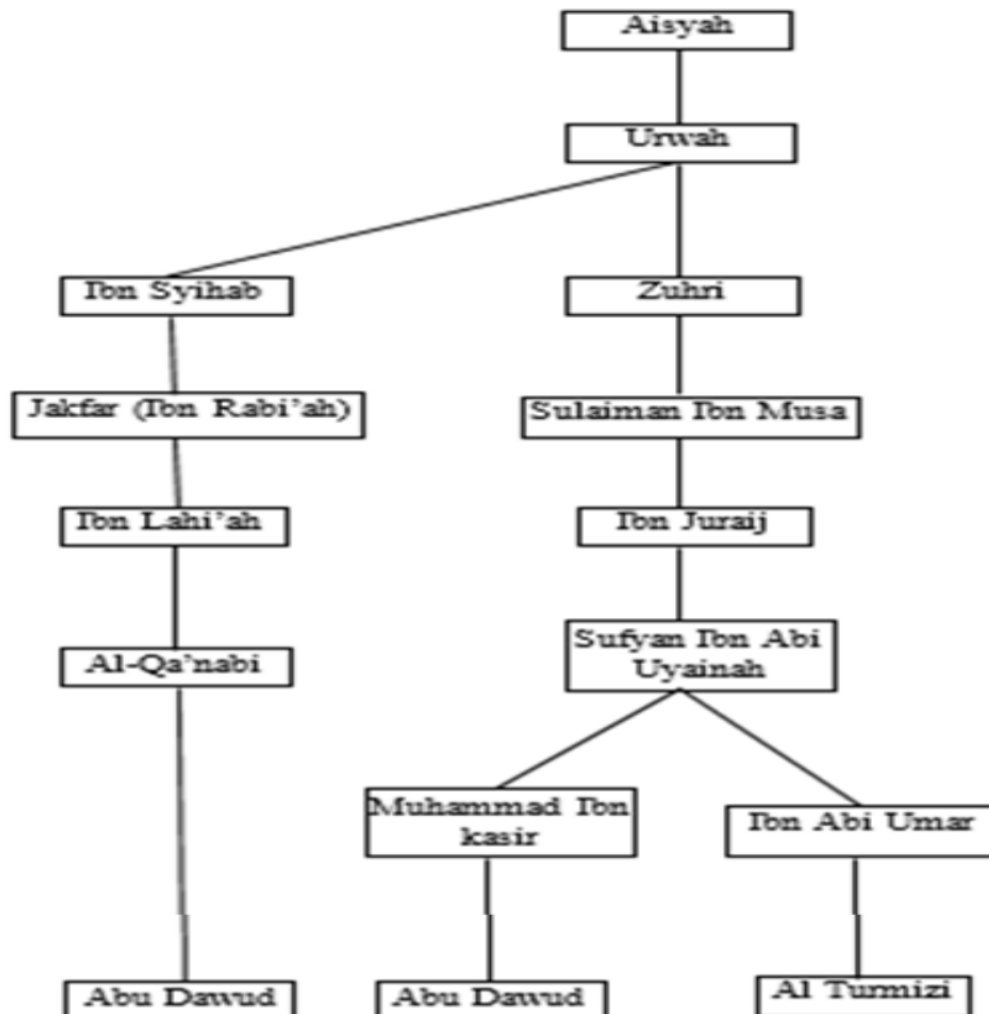 Aisyah
Urwah
Ibn Syihab
Zuhri
Jakfar (Ibn Rabi’ah)
Sulaiman Ibn Musa
Ibn Lahi’ah
Ibn Juraij
Sufyan Ibn Abi
Uyainah
Al-Qa’nabi
Muhammad Ibn
kasir
Ibn Abi Umar
Abu Dawud
Abu Dawud
Al Turmizi